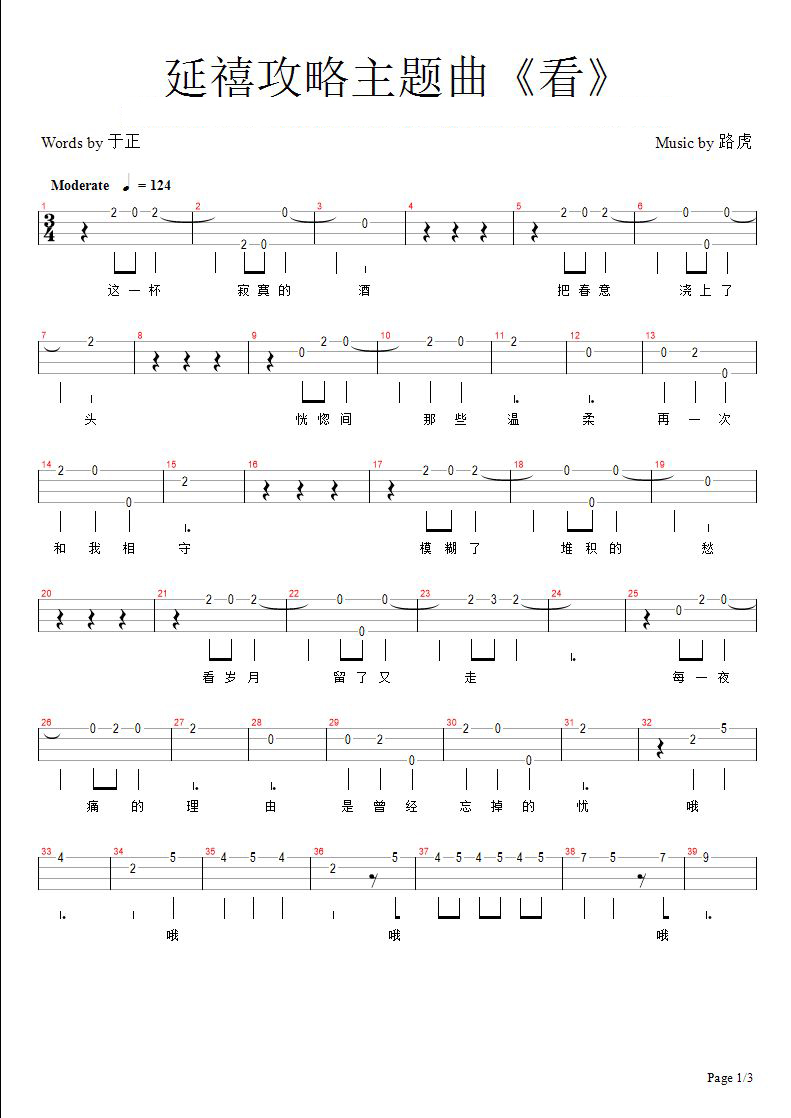 延禧攻略主题曲《看》
Words by 于正
Music by 路虎
Moderate ♩ = 124
1 2 3 4 5 6
3/4
2 0 2 0 0 2 0 2 0 0
2 0 0 0
这 一 杯 寂 寞 的 酒 把 春 意 浇 上 了
7 8 9 10 11 12 13
2 0 2 0 2 0 2 0 0 2 0
头 恍 惚 间 那 些 温 柔 再 一 次
14 15 16 17 18 19
2 0 0 2 2 0 2 0 0 0 0
和 我 相 守 模 糊 了 堆 积 的 愁
20 21 22 23 24 25
2 0 2 0 0 0 2 3 2 0 2 0
看 岁 月 留 了 又 走 每 一 夜
26 27 28 29 30 31 32
0 2 0 2 0 0 2 0 2 0 0 2 2 5
痛 的 理 由 是 曾 经 忘 掉 的 忧 哦
33 34 35 36 37 38 39
4 2 5 4 5 4 2 5 4 5 4 5 4 5 7 5 7 9
哦 哦 哦
Page 1/3